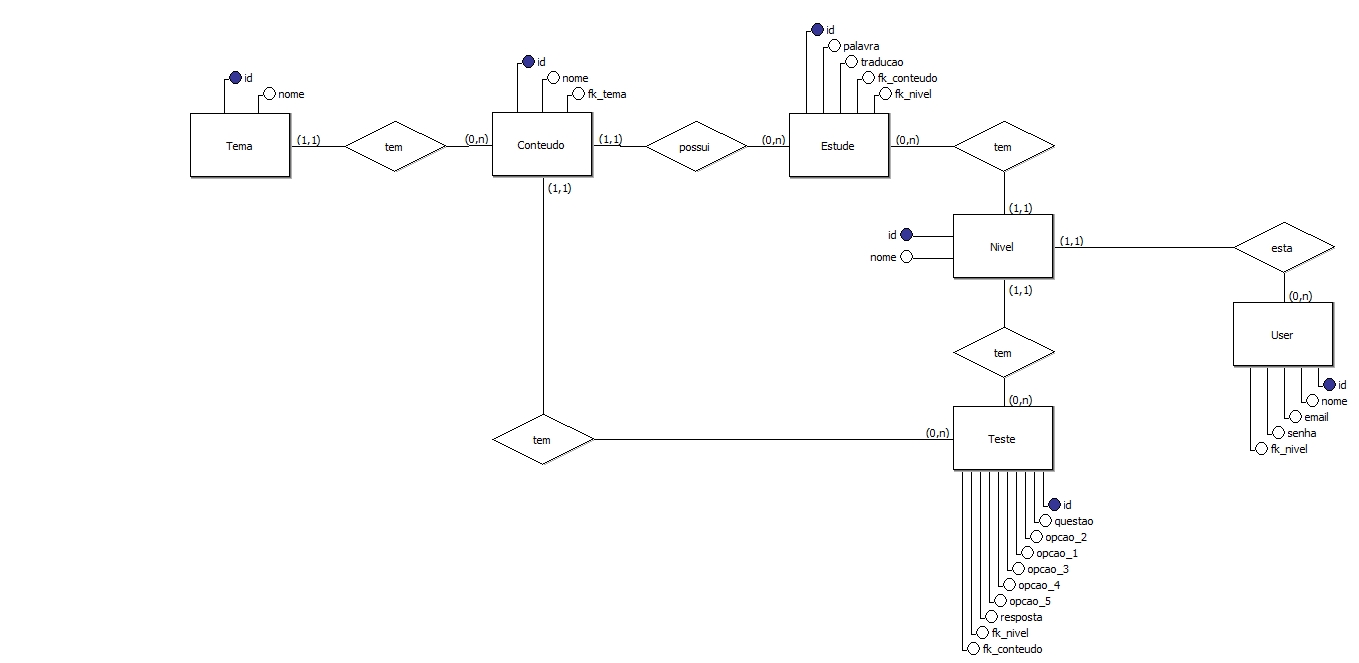 id
palavra
traducao
fk_conteudo
fk_nivel
id
nome
fk_tema
id
nome
Tema
(1,1)
tem
(0,n)
Conteudo
(1,1)
possui
(0,n)
Estude
(0,n)
tem
(1,1)
(1,1)
id
nome
Nivel
(1,1)
esta
(0,n)
User
id
nome
email
senha
fk_nivel
(1,1)
tem
(0,n)
tem
(0,n)
Teste
id
questao
opcao_2
opcao_1
opcao_3
opcao_4
opcao_5
resposta
fk_nivel
fk_conteudo